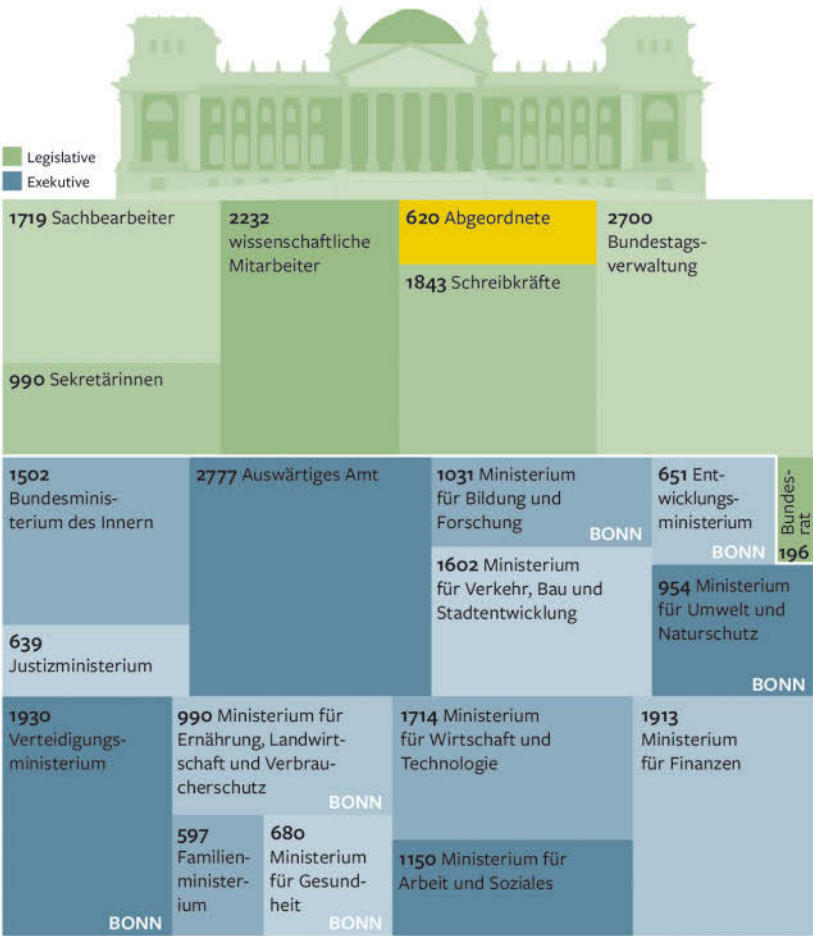 Legislative
Exekutive
1719 Sachbearbeiter
990 Sekretärinnen
2232
wissenschaftliche
Mitarbeiter
620 Abgeordnete
1843 Schreibkräfte
2700
Bundestags-
verwaltung
1502
Bundesminis-
terium des Innern
639
Justizministerium
2777 Auswärtiges Amt
1031 Ministerium
für Bildung und
Forschung
BONN
1602 Ministerium
für Verkehr, Bau und
Stadtentwicklung
651 Ent-
wicklungs-
ministerium
BONN
Bundes-
rat
196
954 Ministerium
für Umwelt und
Naturschutz
BONN
1930
Verteidigungs-
ministerium
BONN
990 Ministerium für
Ernährung, Landwirt-
schaft und Verbrau-
cherschutz
BONN
597
Familien-
minister-
ium
680
Ministerium
für Gesund-
heit
BONN
1714 Ministerium
für Wirtschaft und
Technologie
1150 Ministerium für
Arbeit und Soziales
1913
Ministerium
für Finanzen